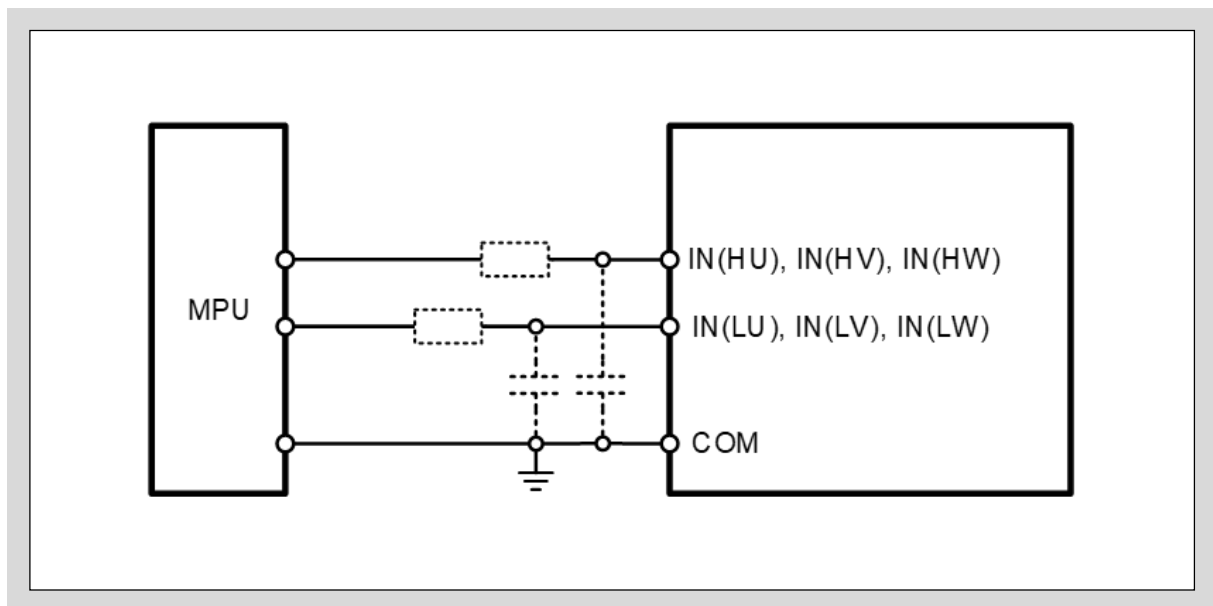 IN(HU), IN(HV), IN(HW)
MPU
IN(LU), IN(LV), IN(LW)
COM